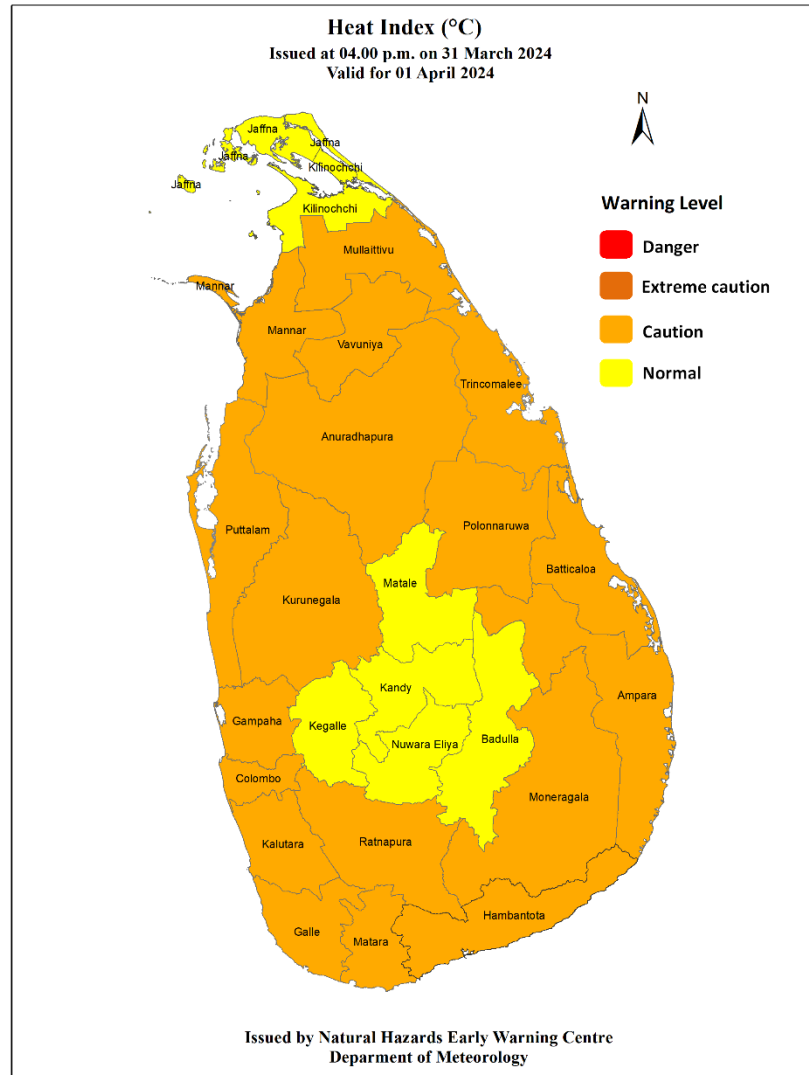 Heat Index (°C)
Issued at 04.00 p.m. on 31 March 2024
Valid for 01 April 2024
N
Jaffna
Jaffna
Jaffna
Kilinochchi
Jaffna
Kilinochchi
Warning Level
Danger
Extreme caution
Caution
Normal
Mullaittivu
Mannar
Mannar
Vavuniya
Trincomalee
Anuradhapura
Puttalam
Polonnaruwa
Batticaloa
Matale
Kurunegala
Kandy
Ampara
Gampaha
Kegalle
Nuwara Eliya
Badulla
Colombo
Moneragala
Kalutara
Ratnapura
Hambantota
Galle
Matara
Issued by Natural Hazards Early Warning Centre
Deparment of Meteorology